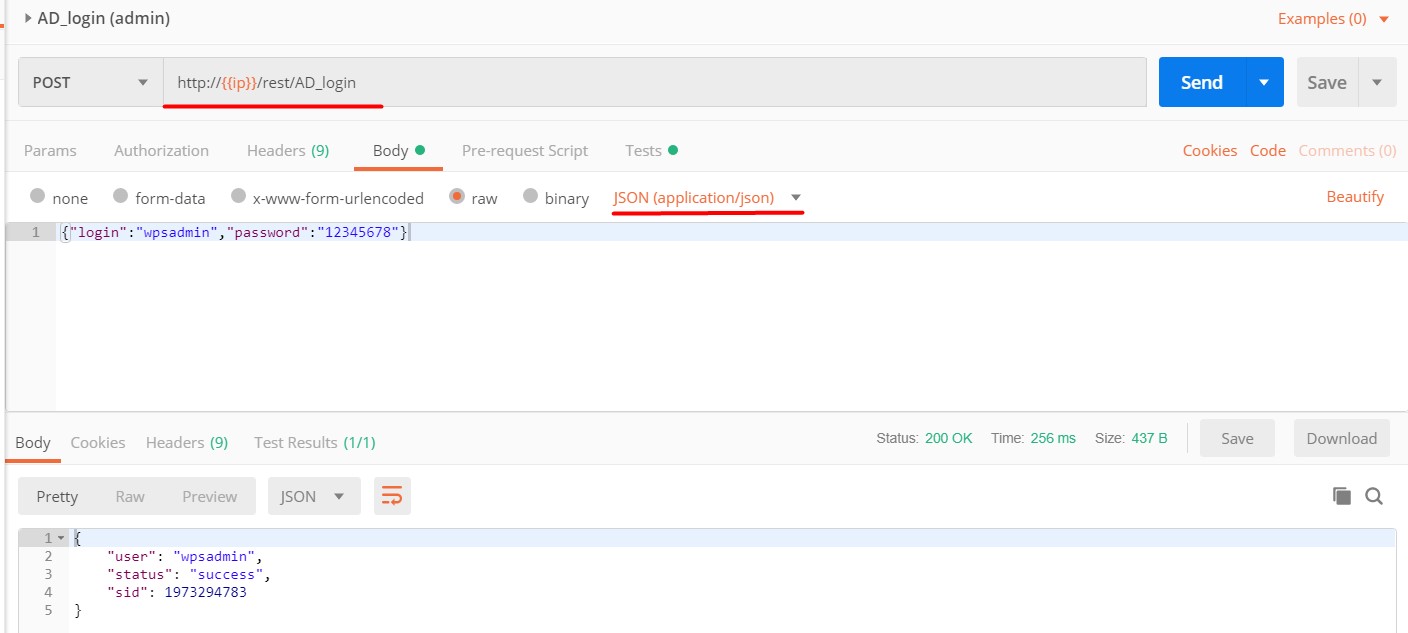 AD_login (admin)
Examples (0)
POST
http://{{ip}}/rest/AD_login
Send
Save
Params
Authorization
Headers (9)
Body
Pre-request Script
Tests
Cookies
Code
Comments (0)
none
form-data
x-www-form-urlencoded
raw
binary
JSON (application/json)
Beautify
1 {"login":"wpsadmin","password":"12345678"}
Body
Cookies
Headers (9)
Test Results (1/1)
Status: 200 OK
Time: 256 ms
Size: 437 B
Save
Download
Pretty
Raw
Preview
JSON
1 {
2 "user": "wpsadmin",
3 "status": "success",
4 "sid": 1973294783
5 }